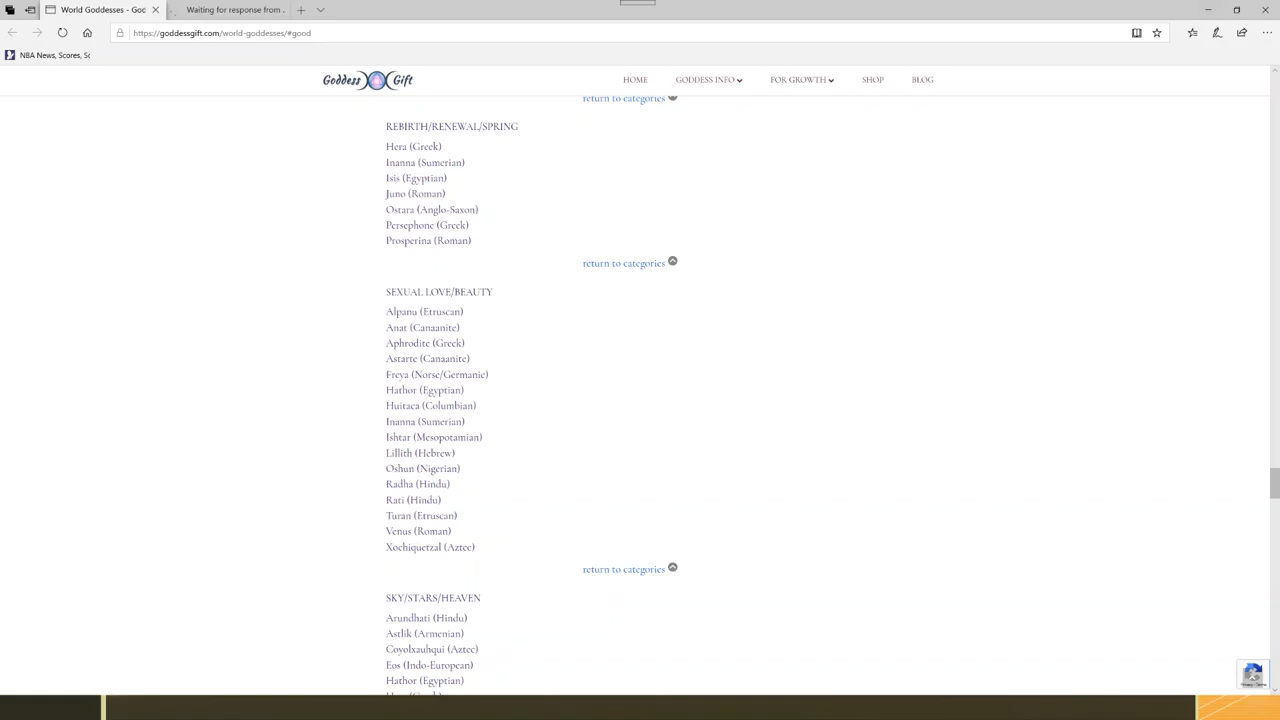 World Goddesses - Goc
Waiting for response from .
https://goddessgift.com/world-goddesses/#good
NBA News, Scores, Sc
Goddess Gift
HOME
GODDESS INFO
FOR GROWTH
SHOP
BLOG
return to categories
REBIRTH/RENEWAL/SPRING
Hera (Greek)
Inanna (Sumerian)
Isis (Egyptian)
Juno (Roman)
Ostara (Anglo-Saxon)
Persephone (Greek)
Prosperina (Roman)
return to categories
SEXUAL LOVE/BEAUTY
Alpanu (Etruscan)
Anat (Canaanite)
Aphrodite (Greek)
Astarte (Canaanite)
Freya (Norse/Germanic)
Hathor (Egyptian)
Huitaca (Columbian)
Inanna (Sumerian)
Ishtar (Mesopotamian)
Lillith (Hebrew)
Oshun (Nigerian)
Radha (Hindu)
Rati (Hindu)
Turan (Etruscan)
Venus (Roman)
Xochiquetzal (Aztec)
return to categories
SKY/STARS/HEAVEN
Arundhati (Hindu)
Astlik (Armenian)
Coyolxauhqui (Aztec)
Eos (Indo-European)
Hathor (Egyptian)